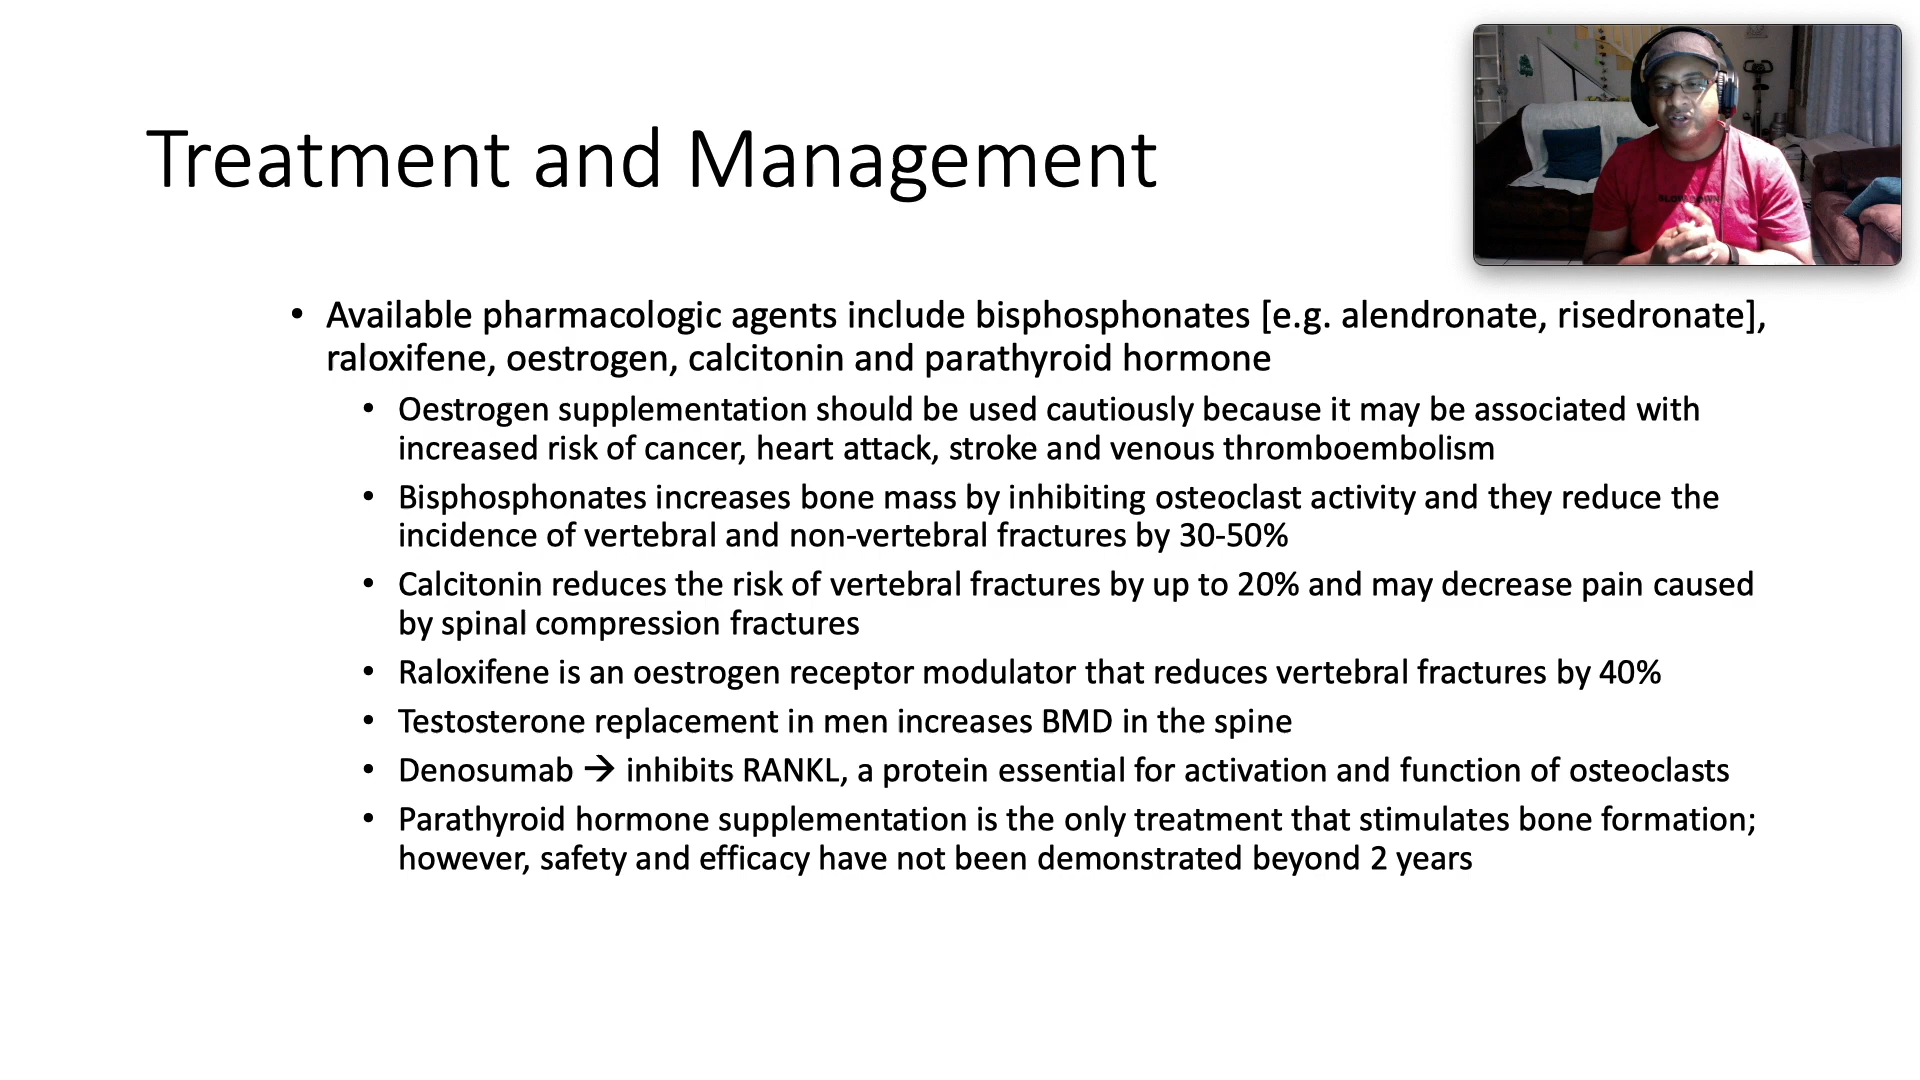 Treatment and Management
• Available pharmacologic agents include bisphosphonates [e.g. alendronate, risedronate],
raloxifene, oestrogen, calcitonin and parathyroid hormone
• Oestrogen supplementation should be used cautiously because it may be associated with
increased risk of cancer, heart attack, stroke and venous thromboembolism
• Bisphosphonates increases bone mass by inhibiting osteoclast activity and they reduce the
incidence of vertebral and non-vertebral fractures by 30-50%
• Calcitonin reduces the risk of vertebral fractures by up to 20% and may decrease pain caused
by spinal compression fractures
• Raloxifene is an oestrogen receptor modulator that reduces vertebral fractures by 40%
• Testosterone replacement in men increases BMD in the spine
• Denosumab → inhibits RANKL, a protein essential for activation and function of osteoclasts
• Parathyroid hormone supplementation is the only treatment that stimulates bone formation;
however, safety and efficacy have not been demonstrated beyond 2 years